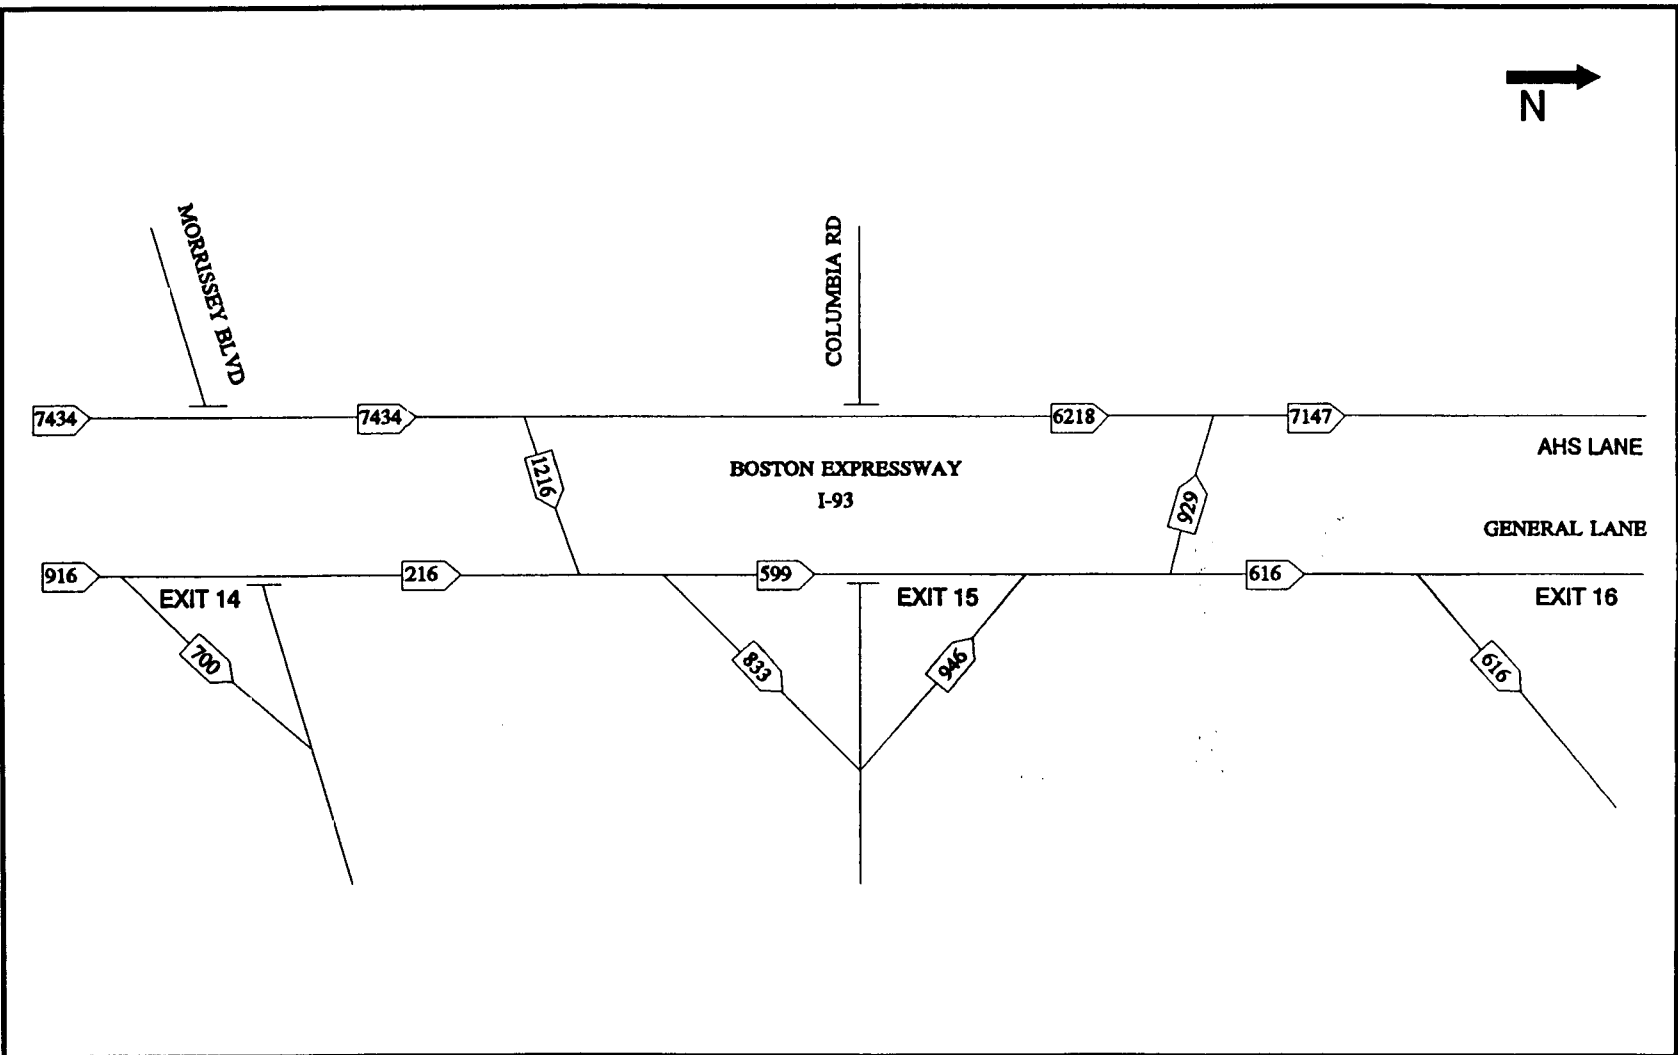 N
MORRISSEY BLVD
COLUMBIA RD
7434
7434
6218
7147
AHS LANE
1216
BOSTON EXPRESSWAY
I-93
929
GENERAL LANE
916
216
599
616
EXIT 14
EXIT 15
EXIT 16
700
833
946
616